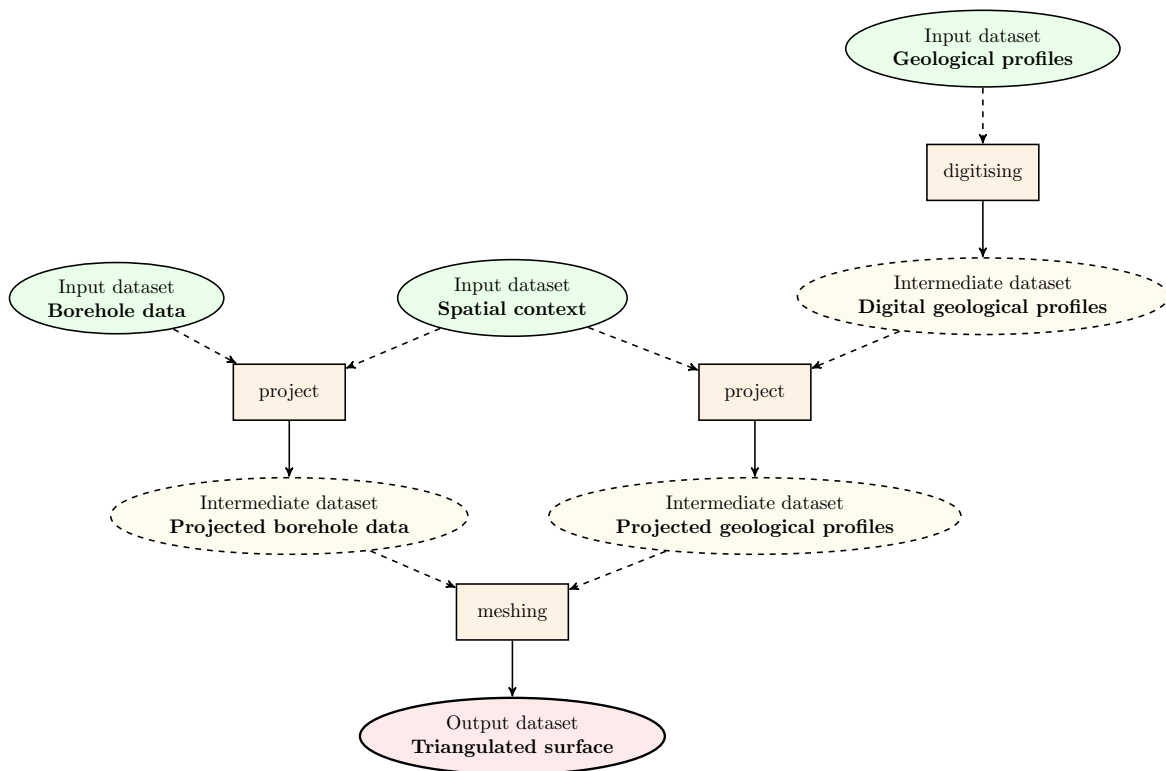 Input dataset
Geological profiles
digitising
Input dataset
Borehole data
Input dataset
Spatial context
Intermediate dataset
Digital geological profiles
project
project
Intermediate dataset
Projected borehole data
Intermediate dataset
Projected geological profiles
meshing
Output dataset
Triangulated surface